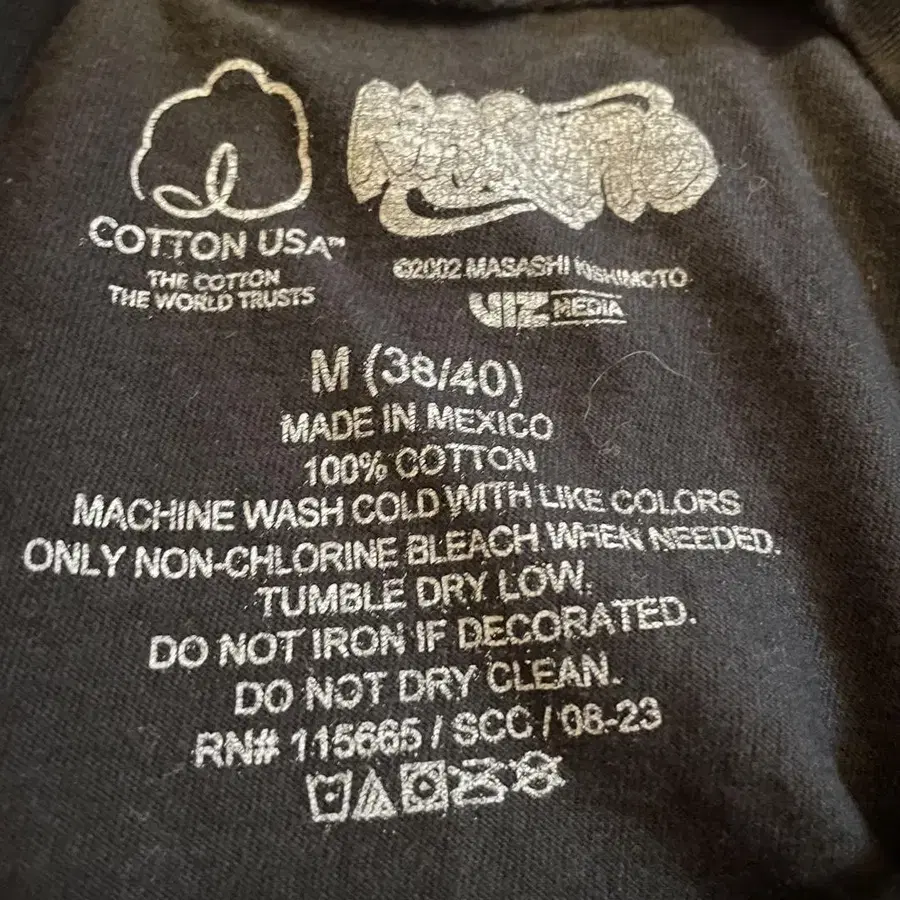 COTTON USA™
THE COTTON
THE WORLD TRUSTS
©2002 MASASHI KISHIMOTO
VIZ MEDIA
M (38/40)
MADE IN MEXICO
100% COTTON
MACHINE WASH COLD WITH LIKE COLORS
ONLY NON-CHLORINE BLEACH WHEN NEEDED.
TUMBLE DRY LOW.
DO NOT IRON IF DECORATED.
DO NOT DRY CLEAN.
RN# 115665 / SCC / 08-23